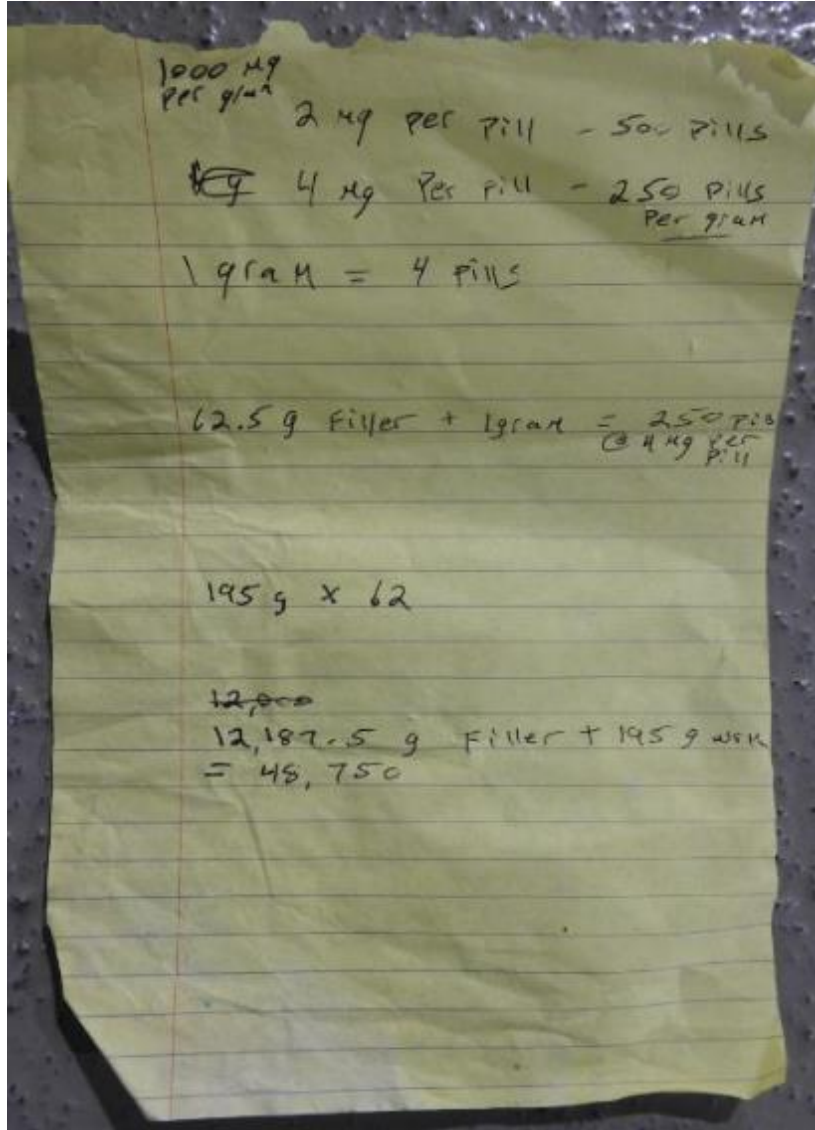 1000 Mg
per gram
2 Mg per Pill - 500 Pills
4 Mg Per Pill - 250 Pills
Per gram
1 graM = 4 Pills
62.5 g Filler + 1 graM = 250 Pills
@ 4 Mg per
Pill
195 g x 62
12,000
12,187.5 g Filler + 195 g
= 48,750